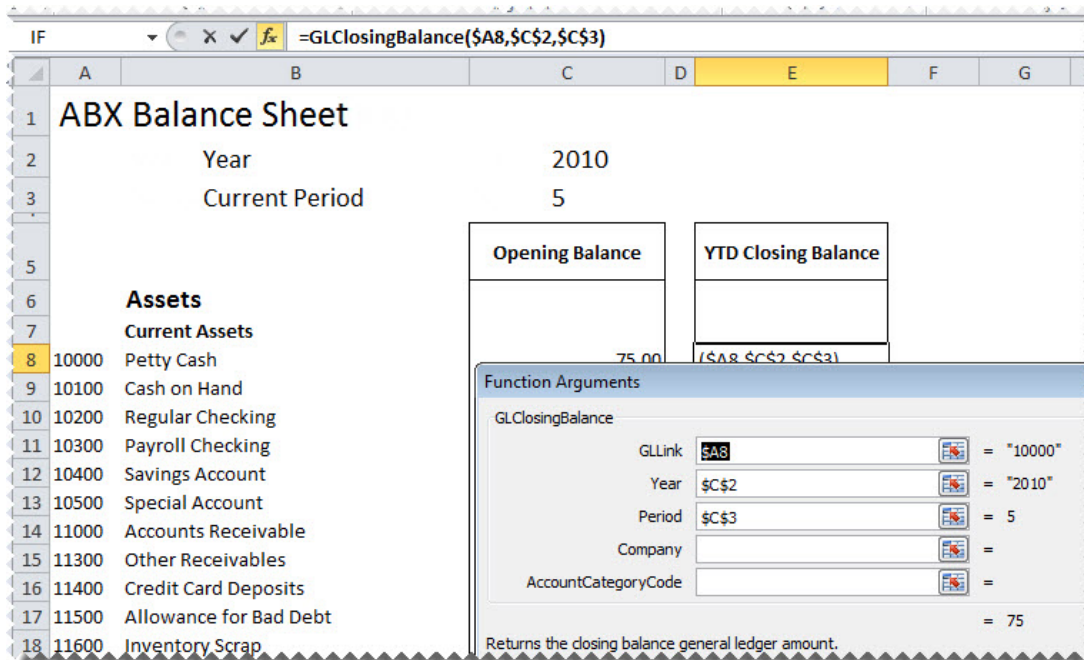 IF =GLClosingBalance($A8,$C$2,$C$3)
A B C D E F G
1 ABX Balance Sheet
2 Year 2010
3 Current Period 5
5 Opening Balance YTD Closing Balance
6 Assets
7 Current Assets
8 10000 Petty Cash 75.00 ($A8,$C$2,$C$3)
9 10100 Cash on Hand
10 10200 Regular Checking
11 10300 Payroll Checking
12 10400 Savings Account
13 10500 Special Account
14 11000 Accounts Receivable
15 11300 Other Receivables
16 11400 Credit Card Deposits
17 11500 Allowance for Bad Debt
18 11600 Inventory Scrap
Function Arguments
GLClosingBalance
GLLink $A8 = "10000"
Year $C$2 = "2010"
Period $C$3 = 5
Company =
AccountCategoryCode =
= 75
Returns the closing balance general ledger amount.